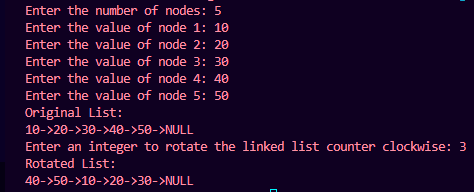 Enter the number of nodes: 5
Enter the value of node 1: 10
Enter the value of node 2: 20
Enter the value of node 3: 30
Enter the value of node 4: 40
Enter the value of node 5: 50
Original List:
10->20->30->40->50->NULL
Enter an integer to rotate the linked list counter clockwise: 3
Rotated List:
40->50->10->20->30->NULL